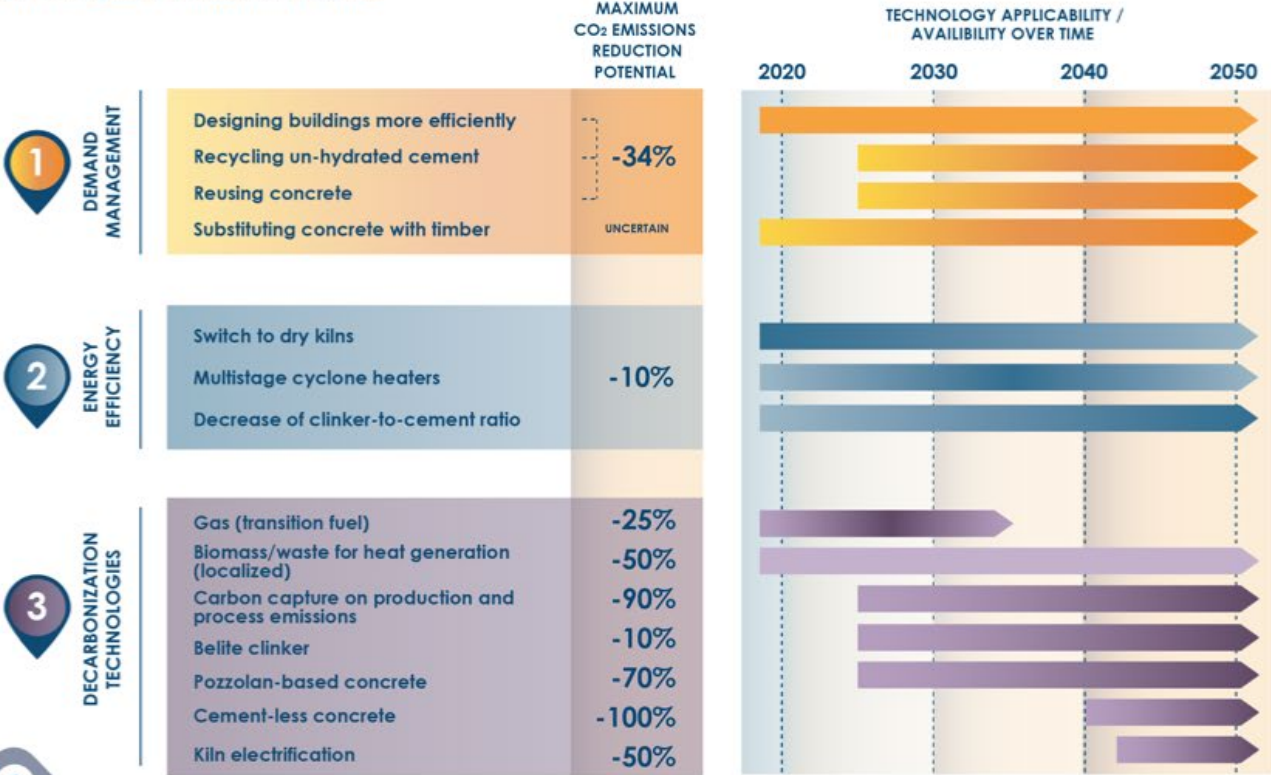 MAXIMUM
CO₂ EMISSIONS
REDUCTION
POTENTIAL
TECHNOLOGY APPLICABILITY /
AVAILIBILITY OVER TIME
2020 2030 2040 2050
1
DEMAND
MANAGEMENT
Designing buildings more efficiently
Recycling un-hydrated cement
-34%
Reusing concrete
Substituting concrete with timber UNCERTAIN
2
ENERGY
EFFICIENCY
Switch to dry kilns
Multistage cyclone heaters -10%
Decrease of clinker-to-cement ratio
3
DECARBONIZATION
TECHNOLOGIES
Gas (transition fuel) -25%
Biomass/waste for heat generation
(localized) -50%
Carbon capture on production and
process emissions -90%
Belite clinker -10%
Pozzolan-based concrete -70%
Cement-less concrete -100%
Kiln electrification -50%